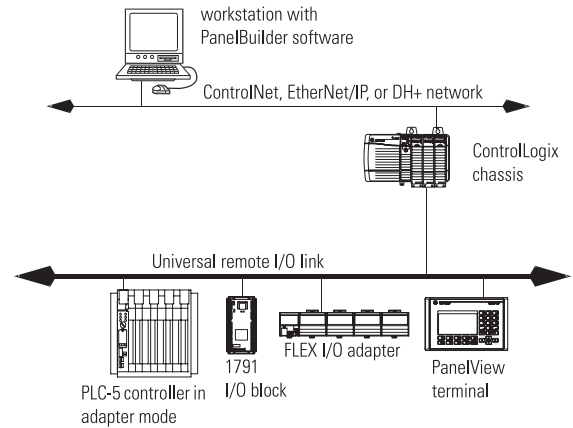 workstation with
PanelBuilder software
ControlNet, EtherNet/IP, or DH+ network
ControlLogix
chassis
Universal remote I/O link
PLC-5 controller in
adapter mode
1791
I/O block
FLEX I/O adapter
PanelView
terminal